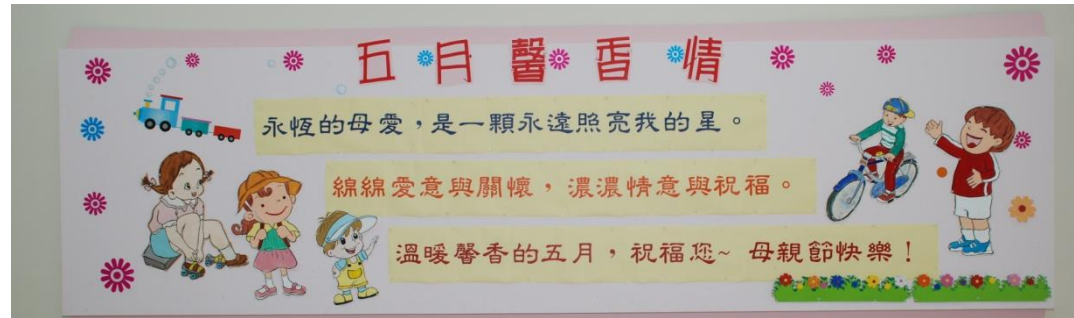 五月馨香情
永恆的母愛，是一顆永遠照亮我的星。
綿綿愛意與關懷，濃濃情意與祝福。
溫暖馨香的五月，祝福您~ 母親節快樂！